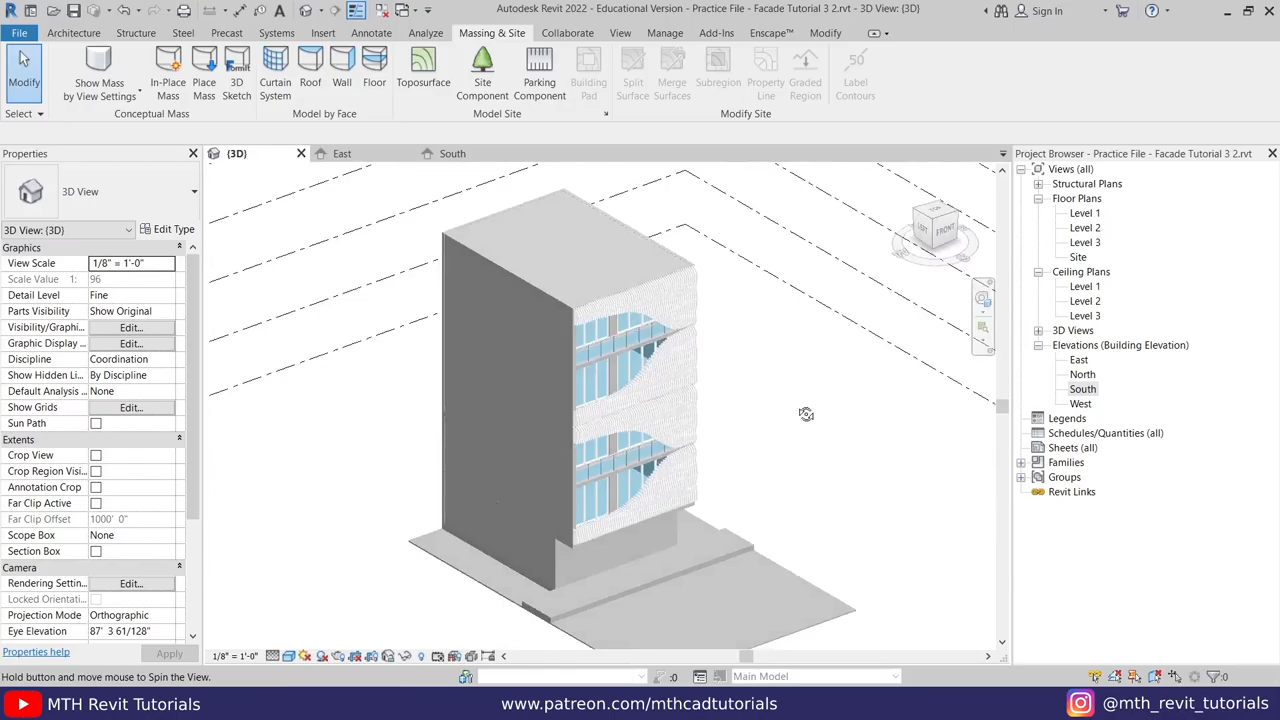 Autodesk Revit 2022 - Educational Version - Practice File - Facade Tutorial 3 2.rvt - 3D View: {3D}
Sign In
File Architecture Structure Steel Precast Systems Insert Annotate Analyze Massing & Site Collaborate View Manage Add-Ins Enscape™ Modify
Modify
Show Mass
by View Settings
In-Place
Mass
Place
Mass
FormIt
3D
Sketch
Curtain
System
Roof
Wall
Floor
Toposurface
Site
Component
Parking
Component
Building
Pad
Split
Surface
Merge
Surfaces
Subregion
Property
Line
Graded
Region
Label
Contours
Select
Conceptual Mass
Model by Face
Model Site
Modify Site
Properties
{3D}
East
South
Project Browser - Practice File - Facade Tutorial 3 2.rvt
3D View
3D View: {3D}
Edit Type
Graphics
View Scale 1/8" = 1'-0"
Scale Value 1: 96
Detail Level Fine
Parts Visibility Show Original
Visibility/Graphi... Edit...
Graphic Display ... Edit...
Discipline Coordination
Show Hidden Li... By Discipline
Default Analysis ... None
Show Grids Edit...
Sun Path
Extents
Crop View
Crop Region Visi...
Annotation Crop
Far Clip Active
Far Clip Offset 1000' 0"
Scope Box None
Section Box
Camera
Rendering Settin... Edit...
Locked Orientati...
Projection Mode Orthographic
Eye Elevation 87' 3 61/128"
Properties help
Apply
TOP
LEFT
FRONT
Views (all)
Structural Plans
Floor Plans
Level 1
Level 2
Level 3
Site
Ceiling Plans
Level 1
Level 2
Level 3
3D Views
Elevations (Building Elevation)
East
North
South
West
Legends
Schedules/Quantities (all)
Sheets (all)
Families
Groups
Revit Links
1/8" = 1'-0"
Hold button and move mouse to Spin the View.
:0
Main Model
:0
MTH Revit Tutorials
www.patreon.com/mthcadtutorials
@mth_revit_tutorials